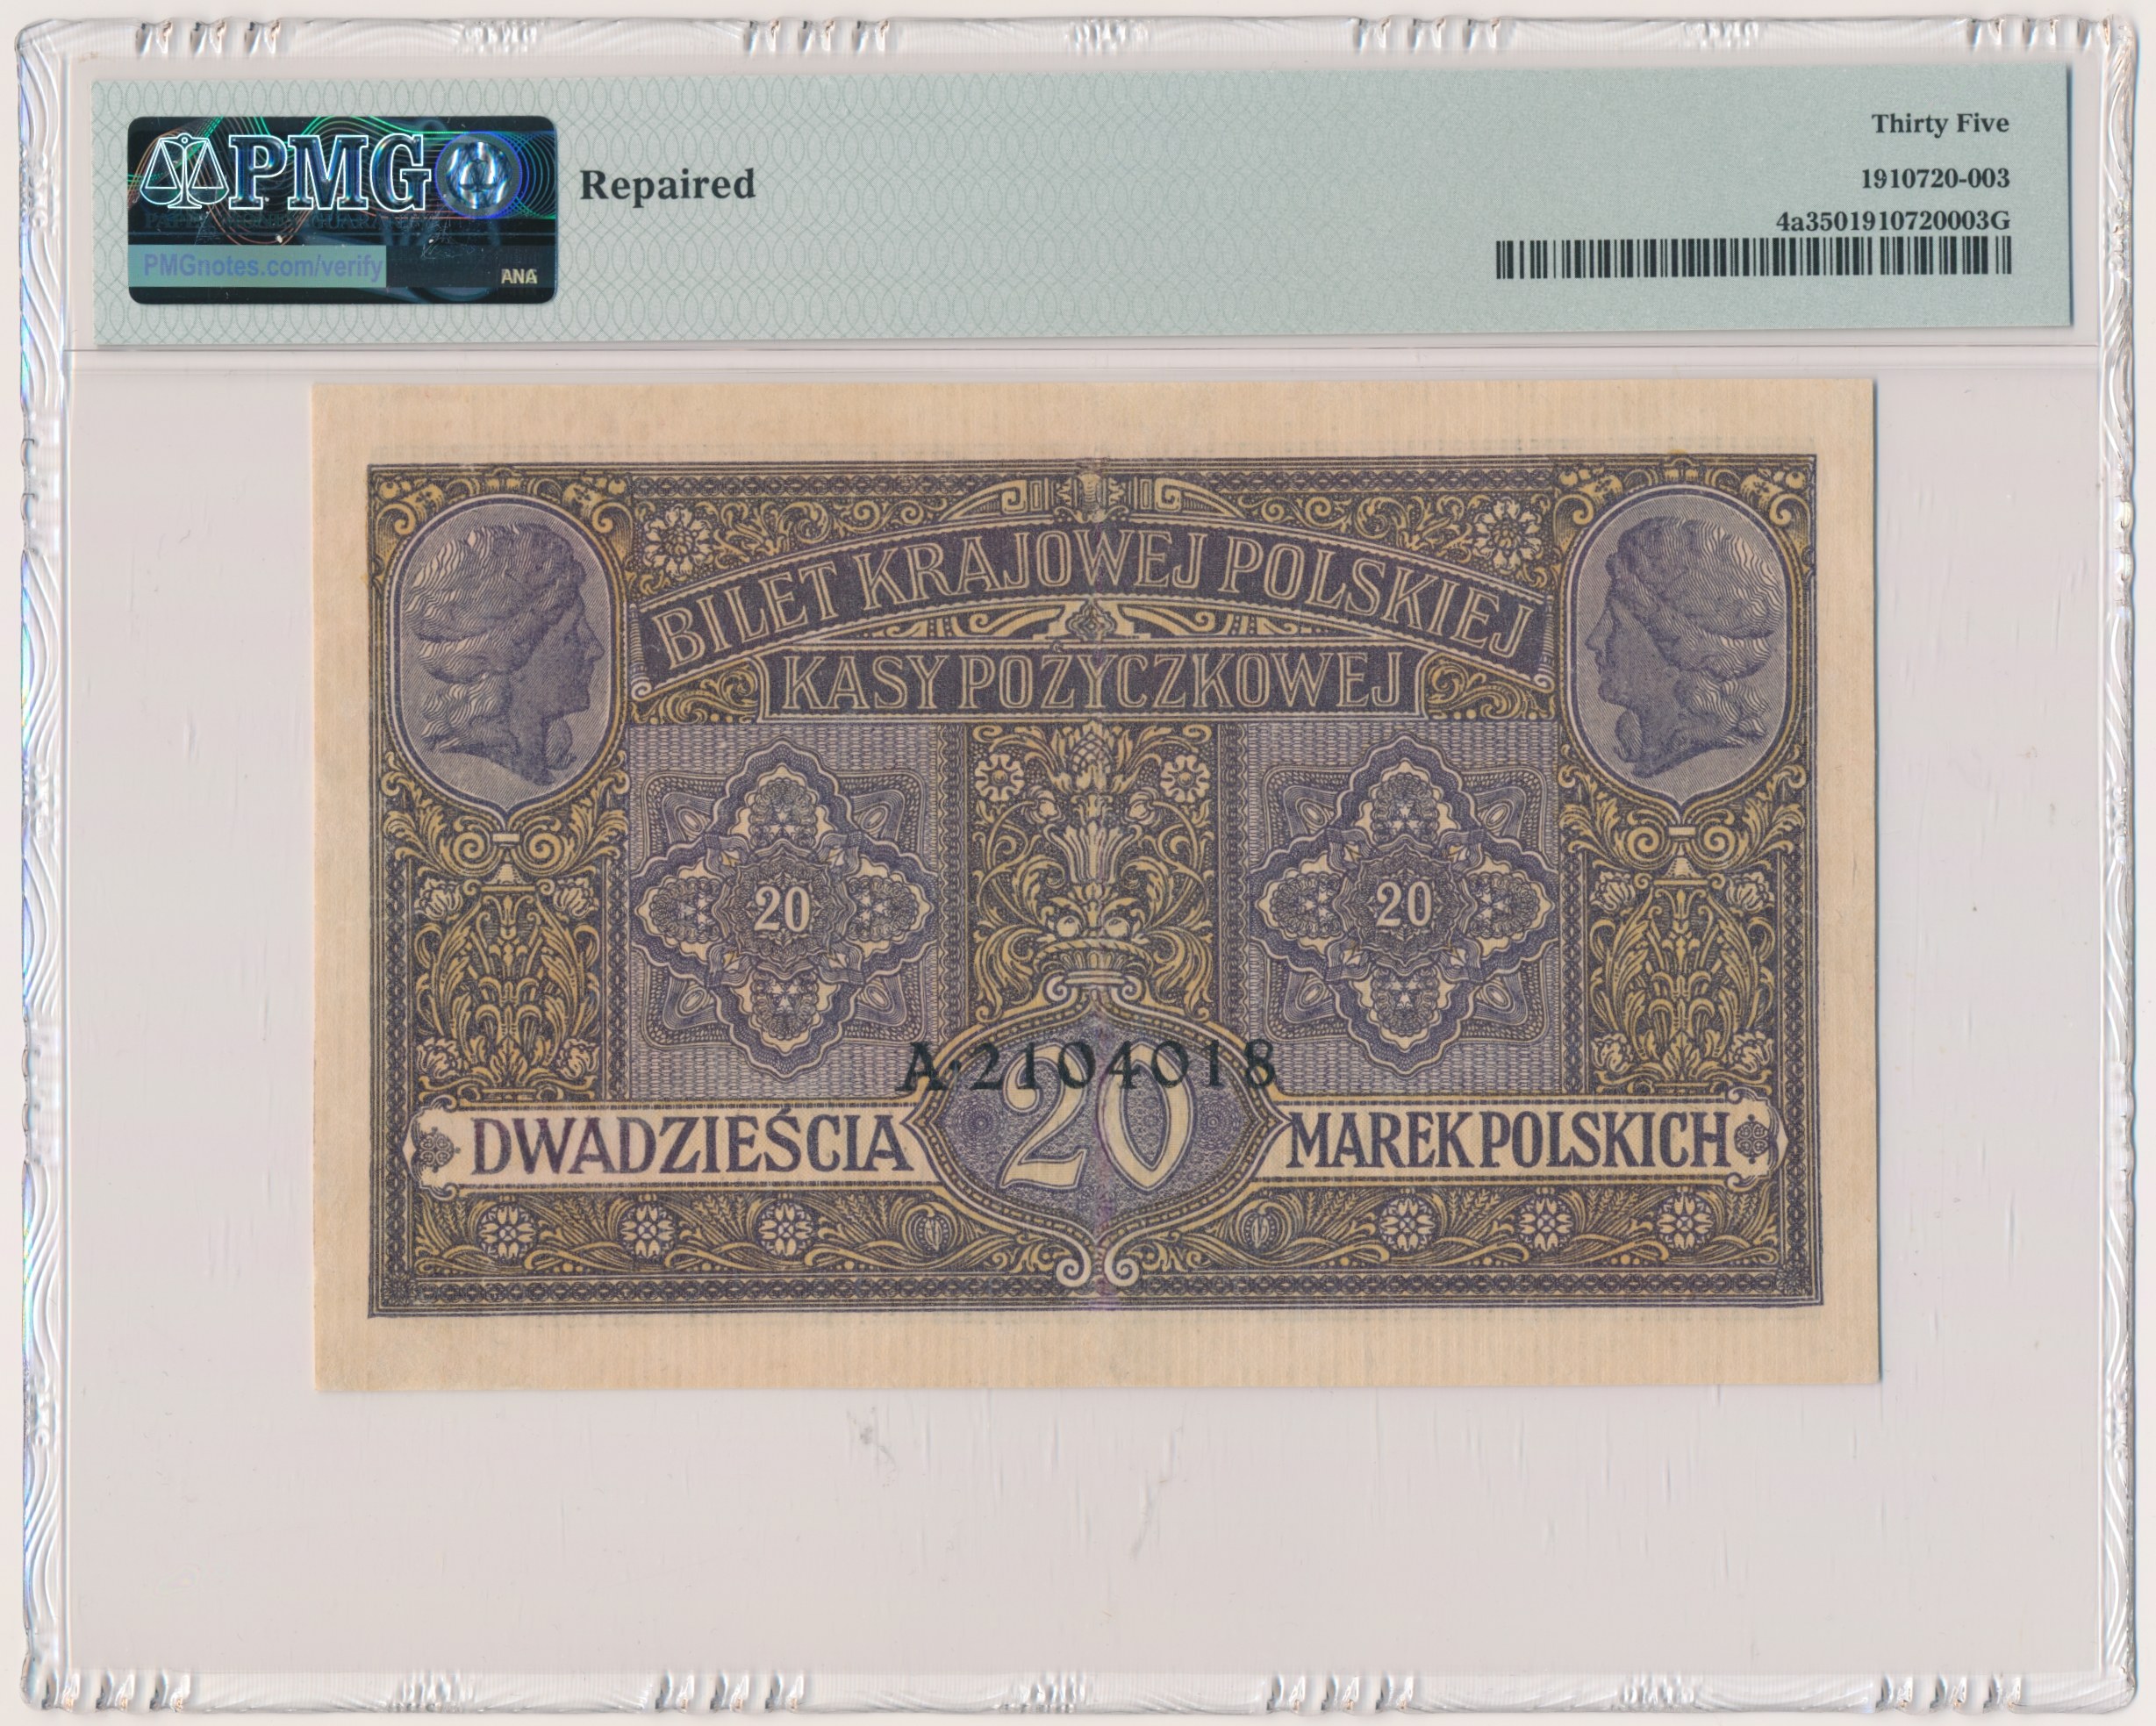 PMG
PMGnotes.com/verify
ANA
Repaired
Thirty Five
1910720-003
4a3501910720003G
BILET KRAJOWEJ POLSKIEJ
KASY POŻYCZKOWEJ
20
20
A·2104018
DWADZIEŚCIA 20 MAREK POLSKICH